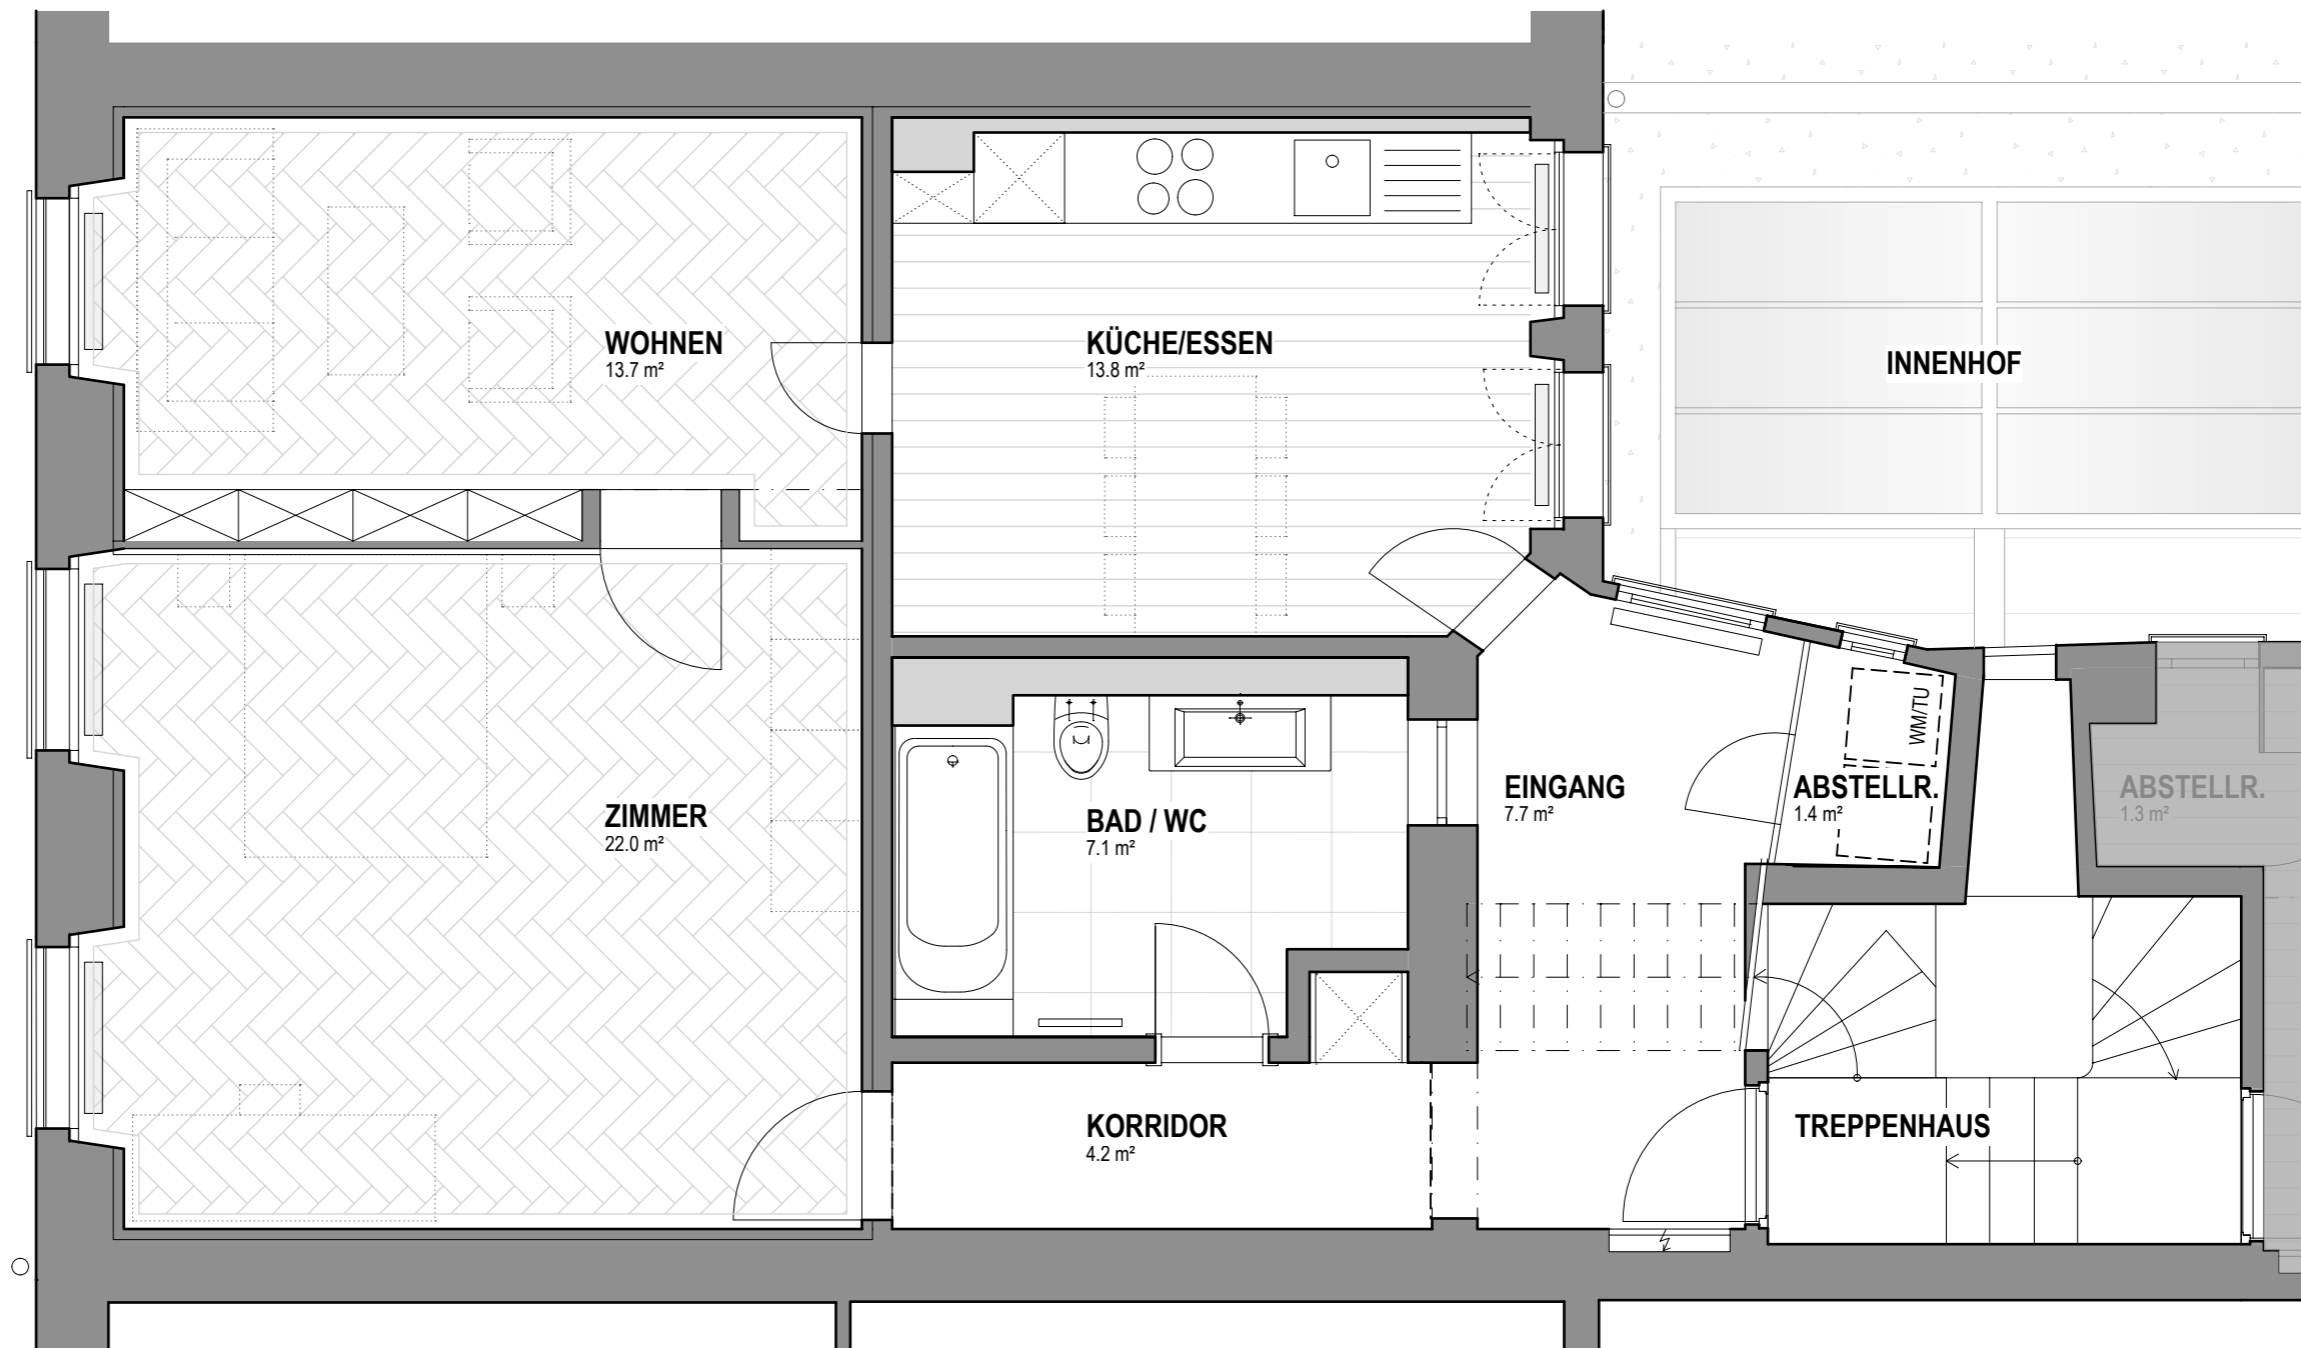 WOHNEN
13.7 m²
KÜCHE/ESSEN
13.8 m²
INNENHOF
ZIMMER
22.0 m²
BAD / WC
7.1 m²
EINGANG
7.7 m²
WM/TU
ABSTELLR.
1.4 m²
ABSTELLR.
1.3 m²
KORRIDOR
4.2 m²
TREPPENHAUS